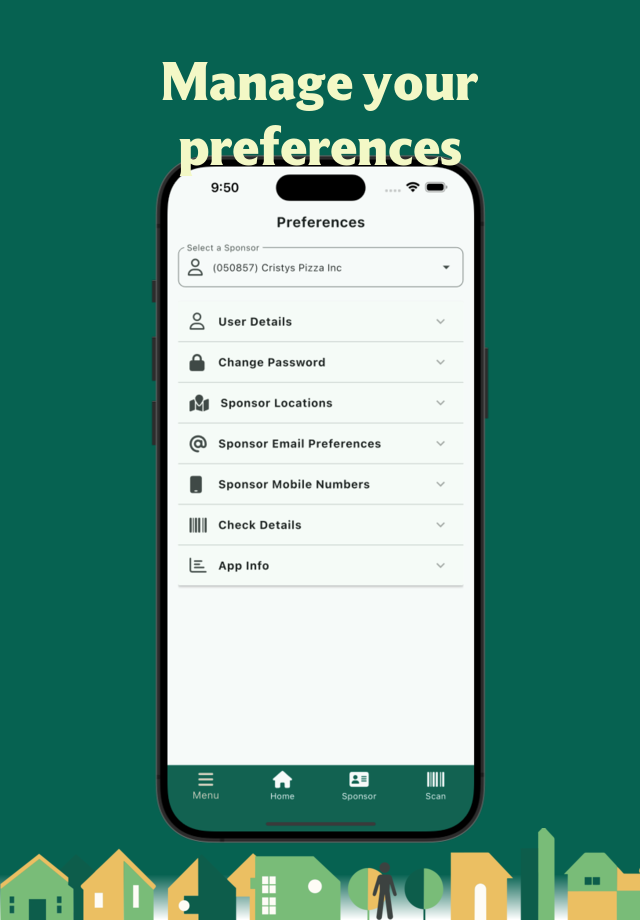 Manage your
preferences
9:50
Preferences
Select a Sponsor
(050857) Cristys Pizza Inc
User Details
Change Password
Sponsor Locations
Sponsor Email Preferences
Sponsor Mobile Numbers
Check Details
App Info
Menu Home Sponsor Scan